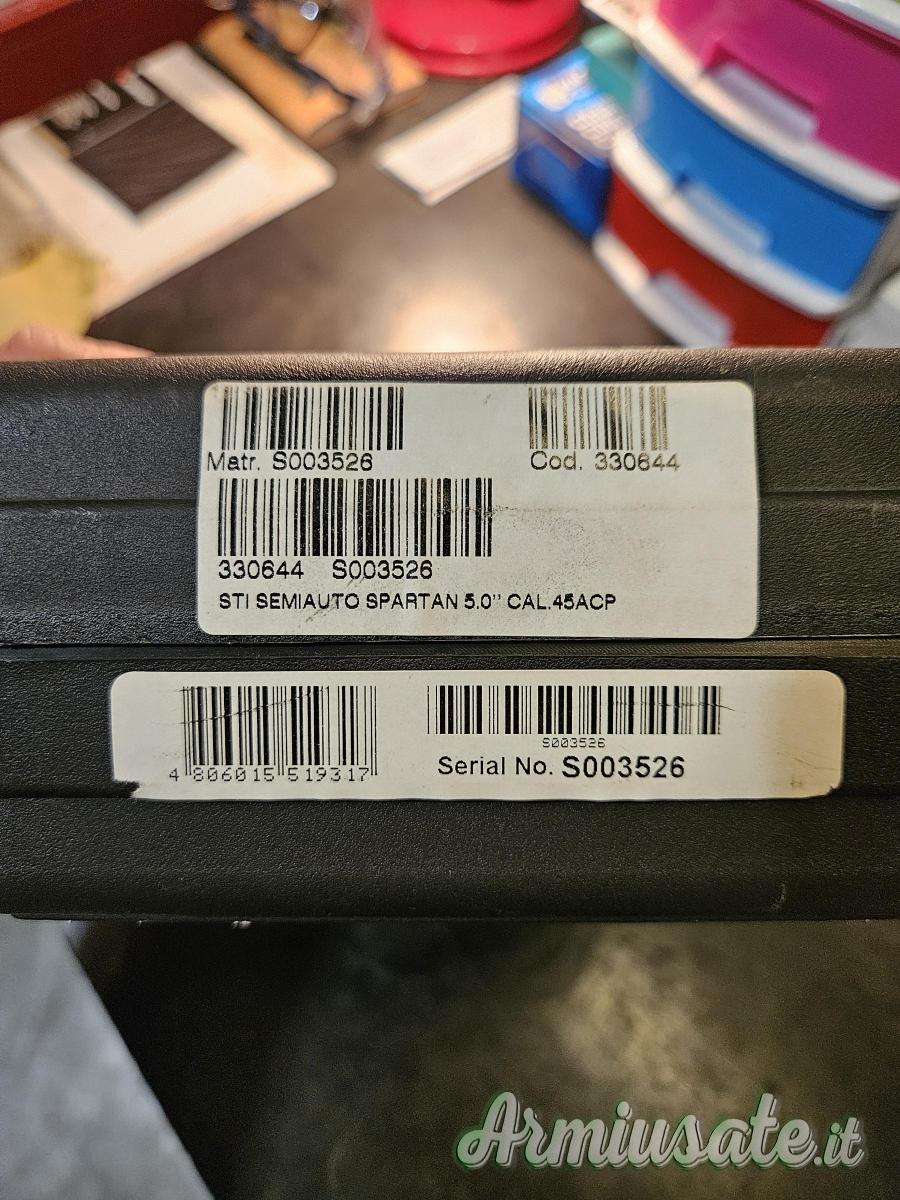 Matr. S003526
Cod. 330644
330644 S003526
STI SEMIAUTO SPARTAN 5.0'' CAL.45ACP
4 806015 519317
S003526
Serial No. S003526
Armiusate.it